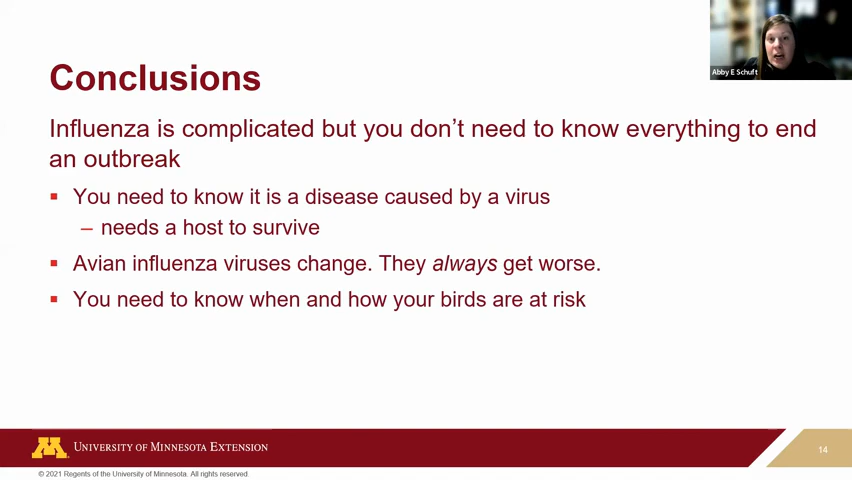 Abby E Schuft
Conclusions
Influenza is complicated but you don’t need to know everything to end
an outbreak
▪ You need to know it is a disease caused by a virus
– needs a host to survive
▪ Avian influenza viruses change. They always get worse.
▪ You need to know when and how your birds are at risk
M
UNIVERSITY OF MINNESOTA EXTENSION
14
© 2021 Regents of the University of Minnesota. All rights reserved.